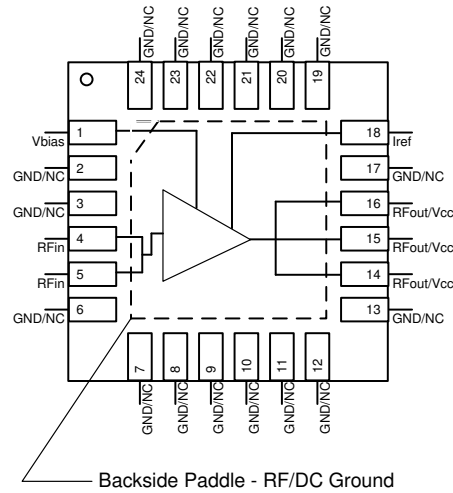 GND/NC GND/NC GND/NC GND/NC GND/NC GND/NC
24 23 22 21 20 19
Vbias 1 18 Iref
GND/NC 2 17 GND/NC
GND/NC 3 16 RFout/Vcc
RFin 4 15 RFout/Vcc
RFin 5 14 RFout/Vcc
GND/NC 6 13 GND/NC
7 8 9 10 11 12
GND/NC GND/NC GND/NC GND/NC GND/NC GND/NC
Backside Paddle - RF/DC Ground